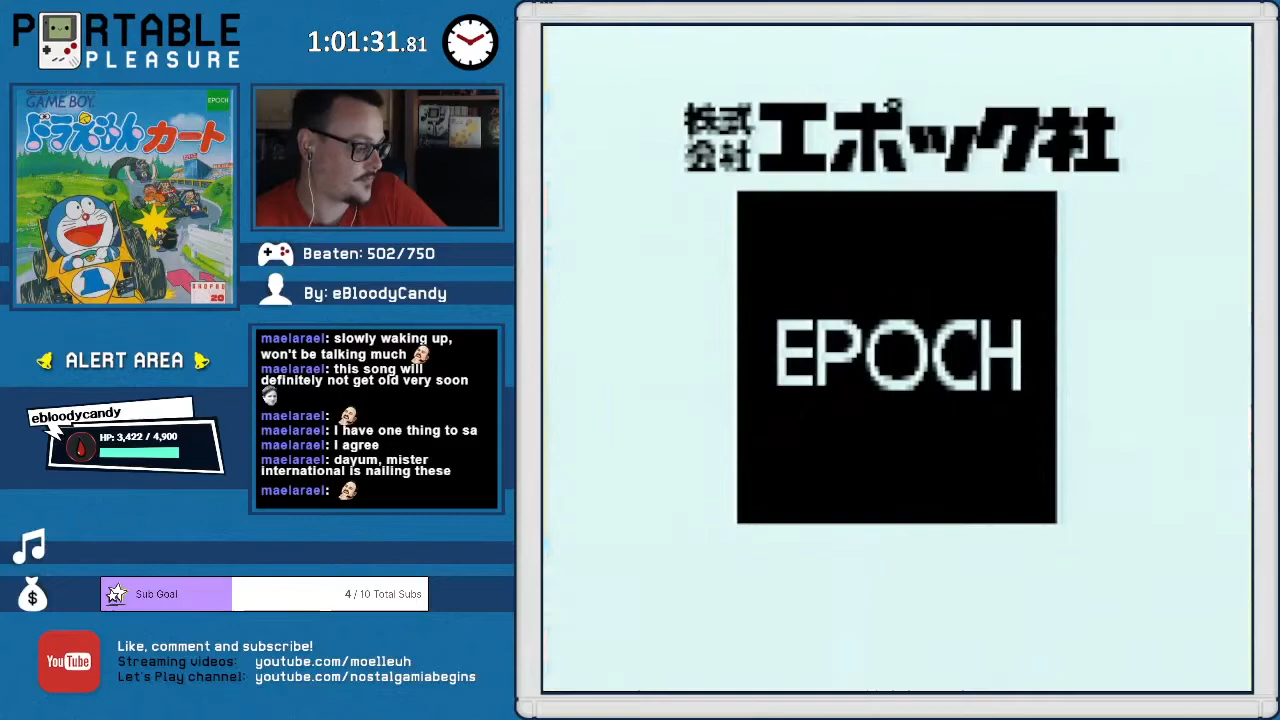 PORTABLE
PLEASURE
1:01:31.81
GAME BOY
EPOCH
ドラえもんカート
Beaten: 502/750
By: eBloodyCandy
ALERT AREA
ebloodycandy
HP: 3,422 / 4,900
maelarael: slowly waking up,
won't be talking much
maelarael: this song will
definitely not get old very soon
maelarael:
maelarael: I have one thing to sa
maelarael: I agree
maelarael: dayum, mister
international is nailing these
maelarael:
Sub Goal
4 / 10 Total Subs
YouTube
Like, comment and subscribe!
Streaming videos: youtube.com/moelleuh
Let's Play channel: youtube.com/nostalgamiabegins
株式
会社 エポック社
EPOCH